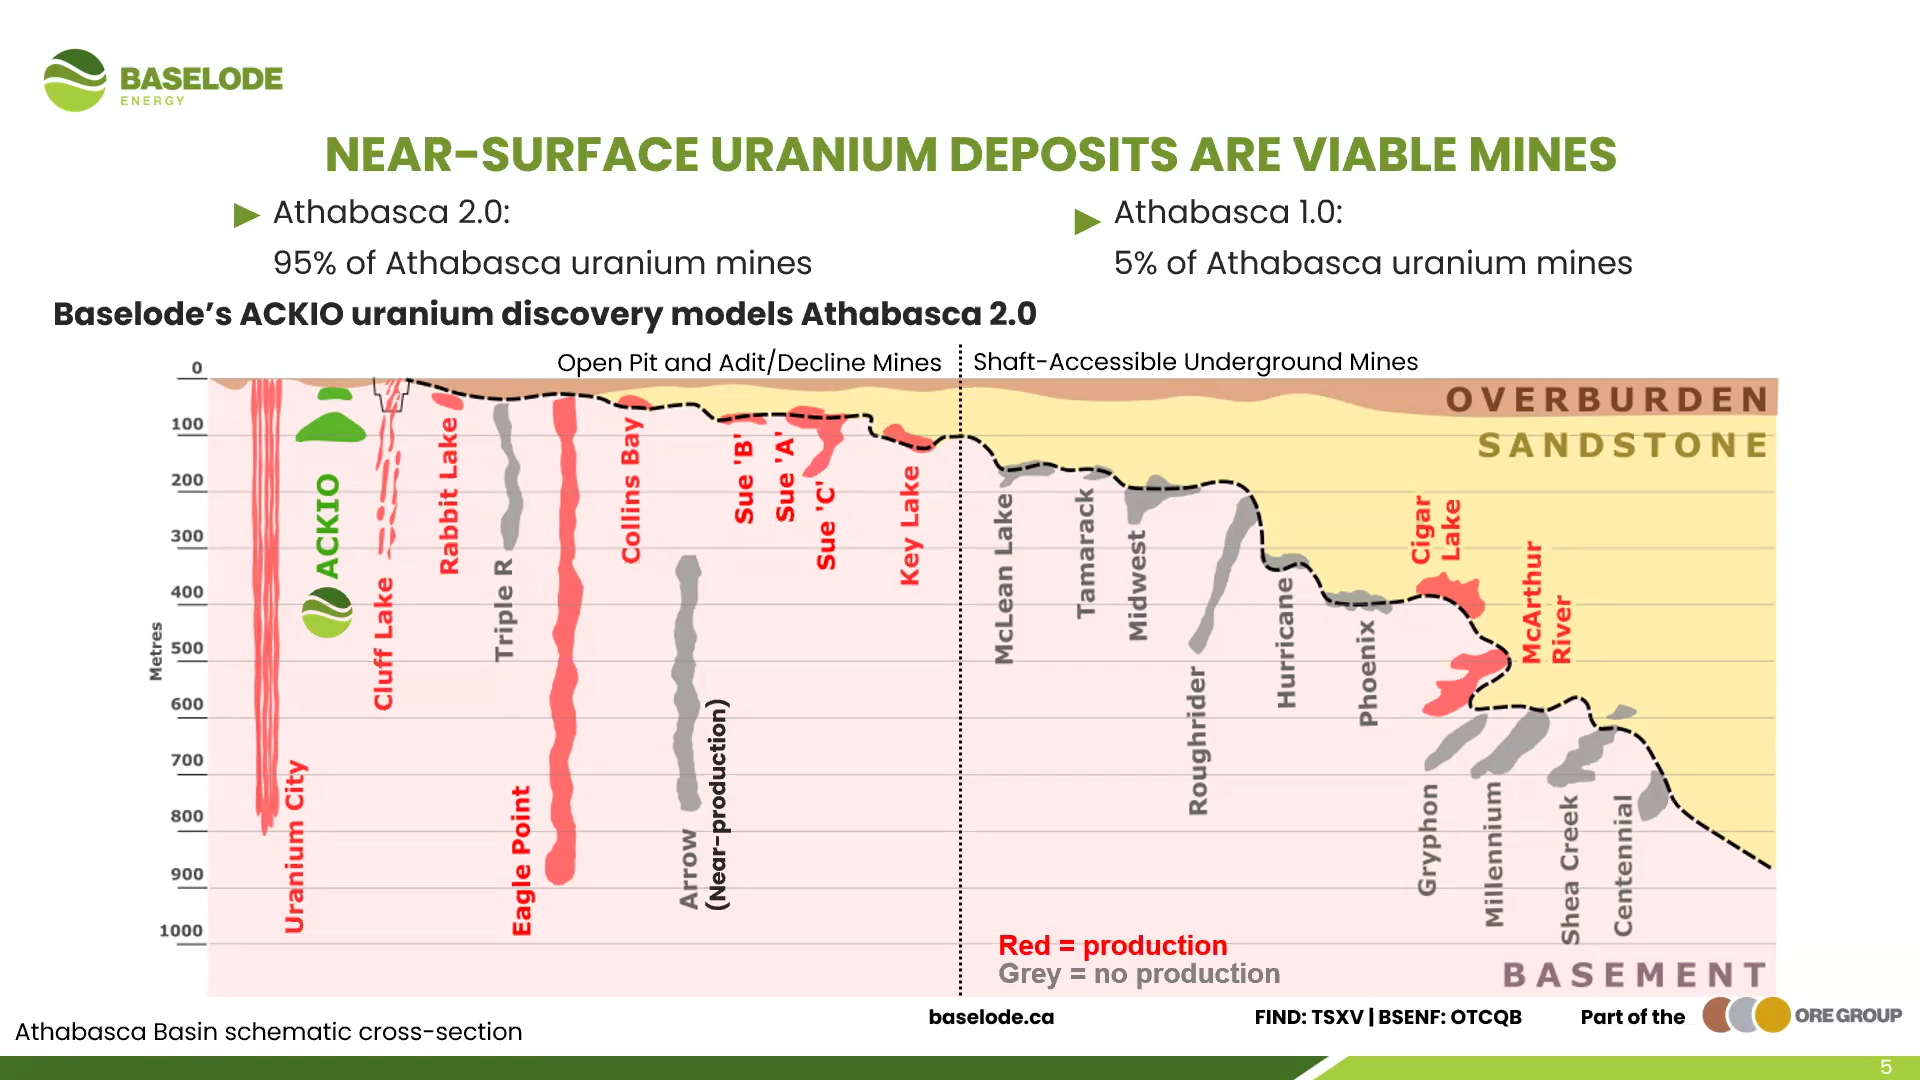 BASELODE
ENERGY
NEAR-SURFACE URANIUM DEPOSITS ARE VIABLE MINES
Athabasca 2.0:
95% of Athabasca uranium mines
Athabasca 1.0:
5% of Athabasca uranium mines
Baselode's ACKIO uranium discovery models Athabasca 2.0
Open Pit and Adit/Decline Mines
Shaft-Accessible Underground Mines
Metres
0
100
200
300
400
500
600
700
800
900
1000
OVERBURDEN
SANDSTONE
BASEMENT
Uranium City
ACKIO
Cluff Lake
Rabbit Lake
Triple R
Eagle Point
Collins Bay
Arrow
(Near-production)
Sue 'B'
Sue 'A'
Sue 'C'
Key Lake
McLean Lake
Tamarack
Midwest
Roughrider
Hurricane
Phoenix
Cigar
Lake
McArthur
River
Gryphon
Millennium
Shea Creek
Centennial
Red = production
Grey = no production
Athabasca Basin schematic cross-section
baselode.ca
FIND: TSXV | BSENF: OTCQB
Part of the
ORE GROUP
5